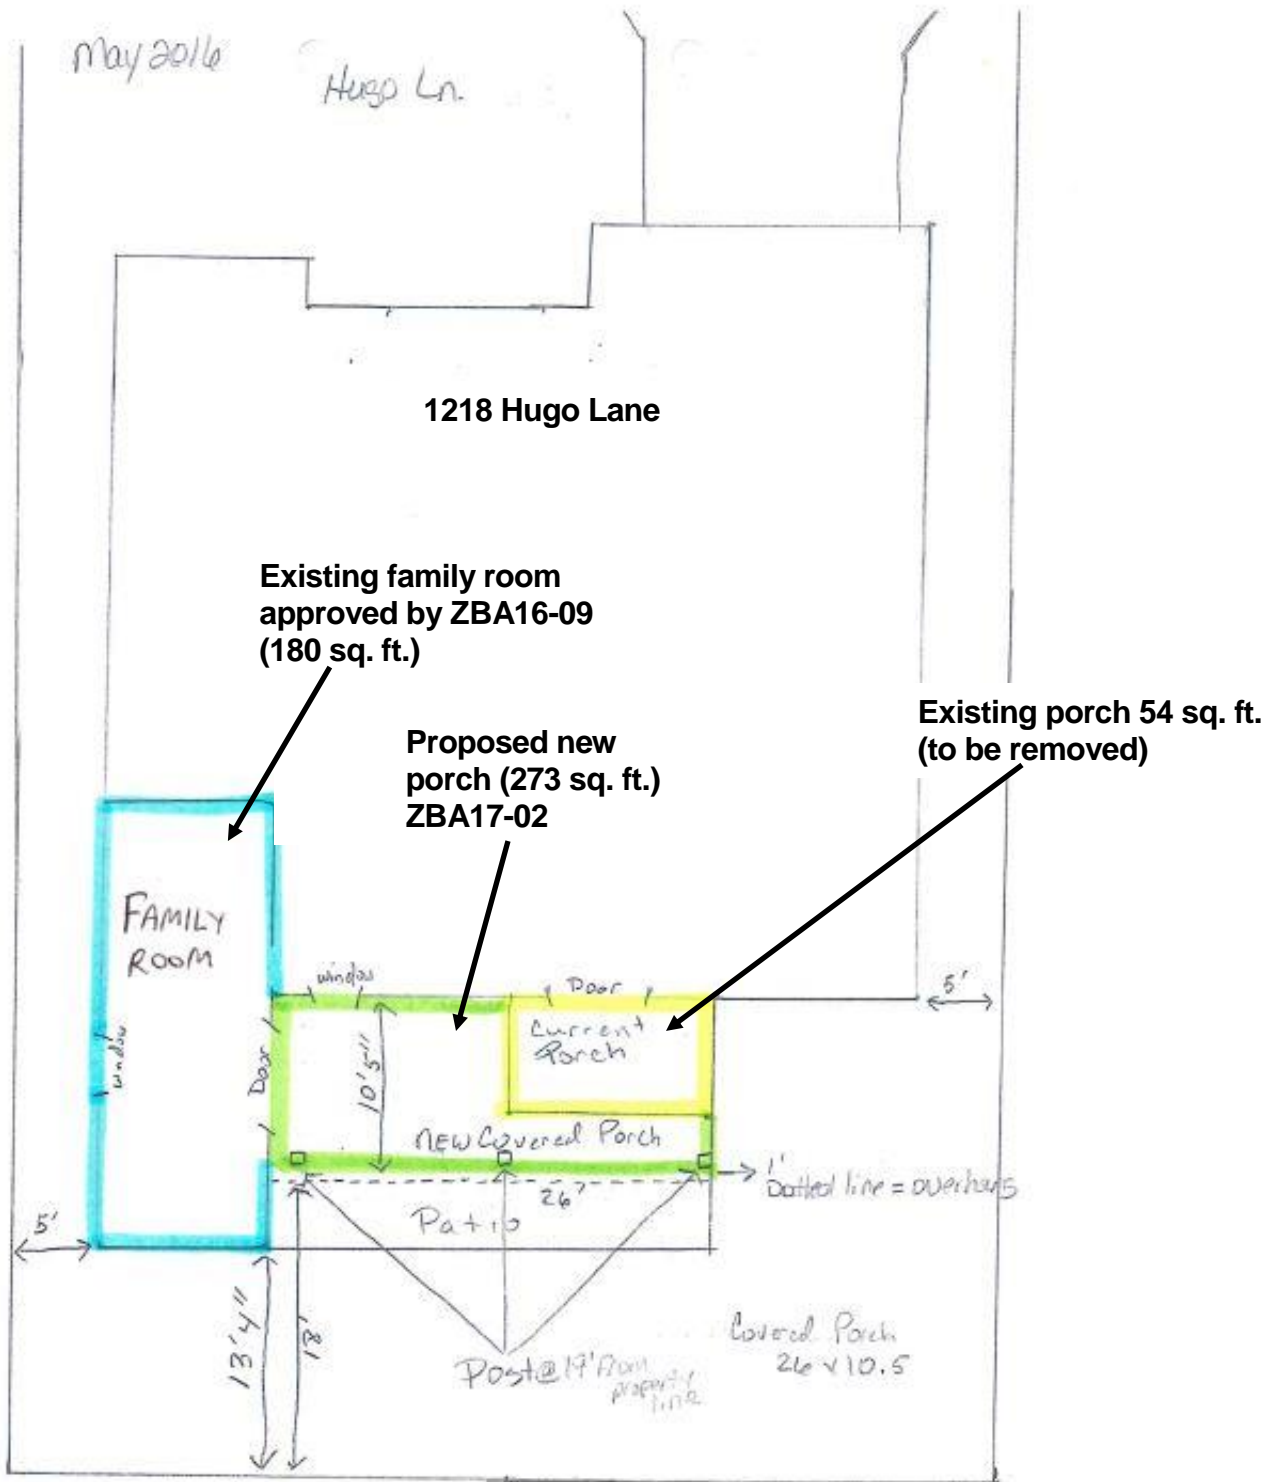 May 2016
Hugo Ln.
1218 Hugo Lane
Existing family room
approved by ZBA16-09
(180 sq. ft.)
Existing porch 54 sq. ft.
(to be removed)
Proposed new
porch (273 sq. ft.)
ZBA17-02
FAMILY
ROOM
window
Door
5'
Current
Porch
window
Door
10'5"
NEW Covered Porch
1'
Dotted line = overhang
26'
Patio
5'
13'4"
18'
Post @ 19' From
property
line
Covered Porch
26 x 10.5